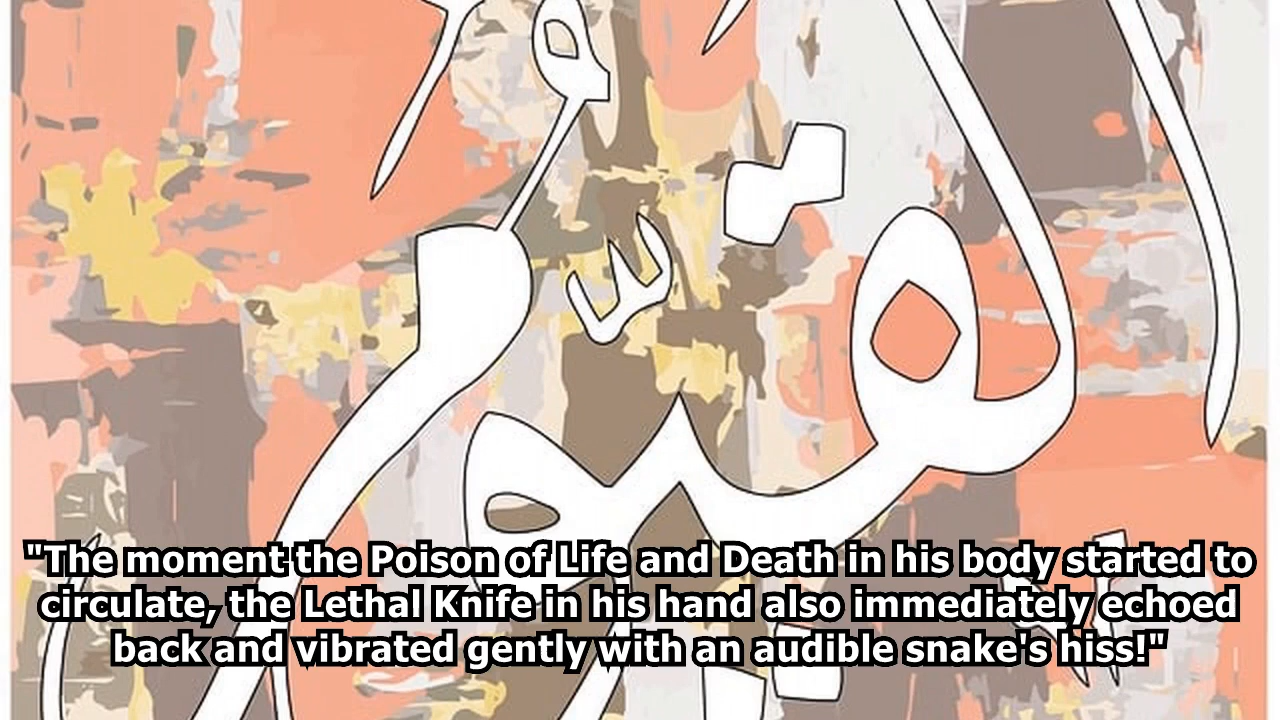 القيوم
"The moment the Poison of Life and Death in his body started to
circulate, the Lethal Knife in his hand also immediately echoed
back and vibrated gently with an audible snake's hiss!"